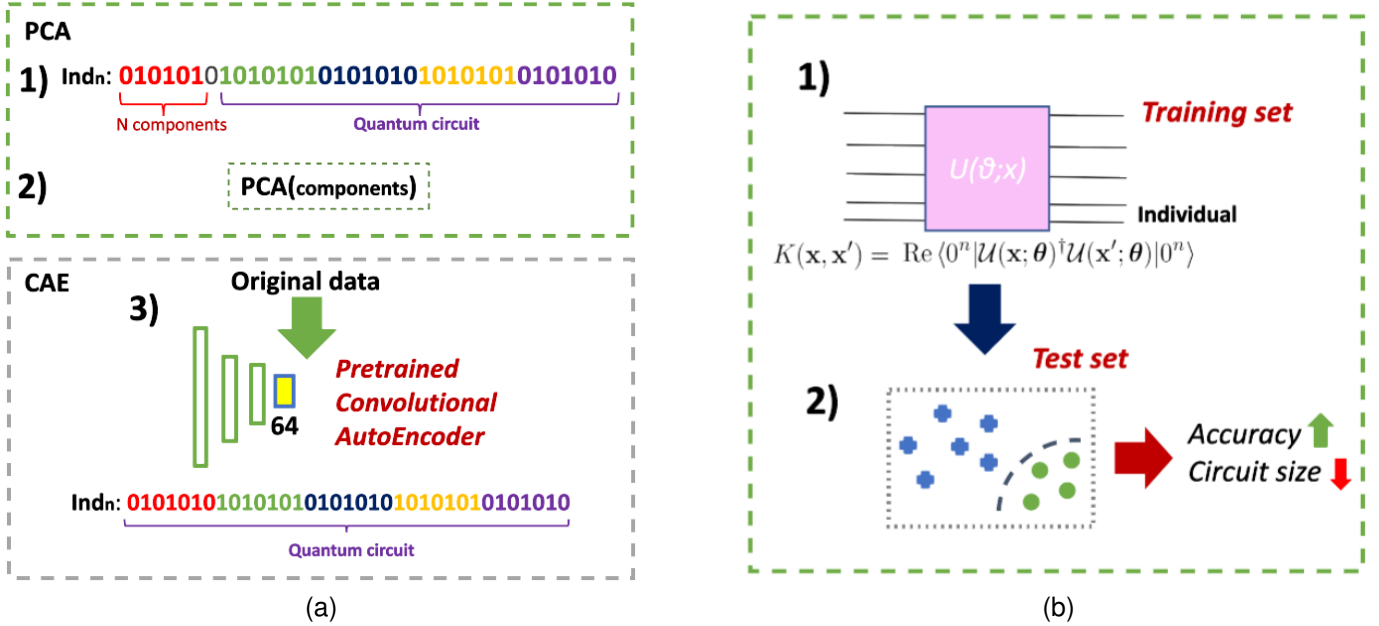 PCA
1) Indn: 01010101010101010101010101010101010
N components
Quantum circuit
2) PCA(components)
CAE
Original data
3)
Pretrained
Convolutional
AutoEncoder
64
Indn: 01010101010101010101010101010101010
Quantum circuit
(a)
1)
Training set
U(ϑ;x)
Individual
K(x, x′) = Re ⟨0ⁿ|𝒰(x; θ)†𝒰(x′; θ)|0ⁿ⟩
Test set
2)
Accuracy
Circuit size
(b)